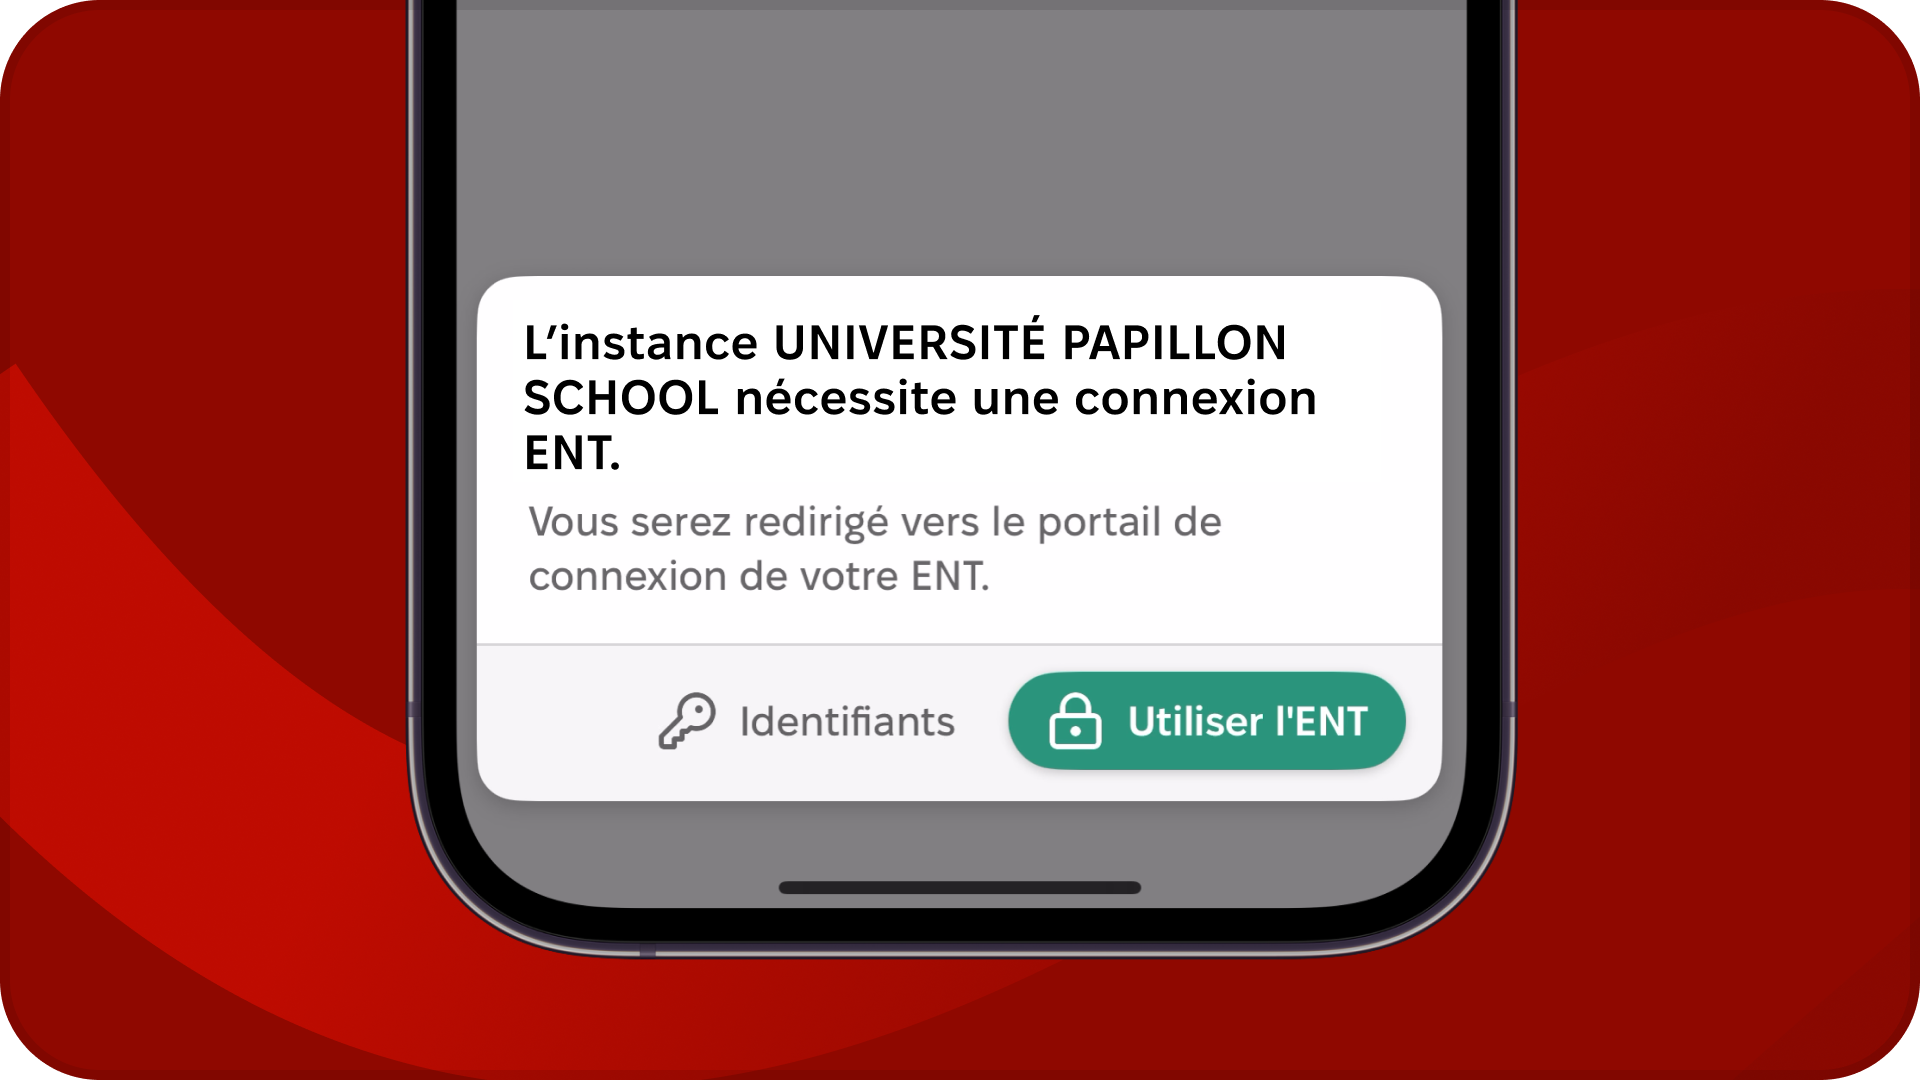 L’instance UNIVERSITÉ PAPILLON
SCHOOL nécessite une connexion
ENT.
Vous serez redirigé vers le portail de
connexion de votre ENT.
Identifiants
Utiliser l'ENT